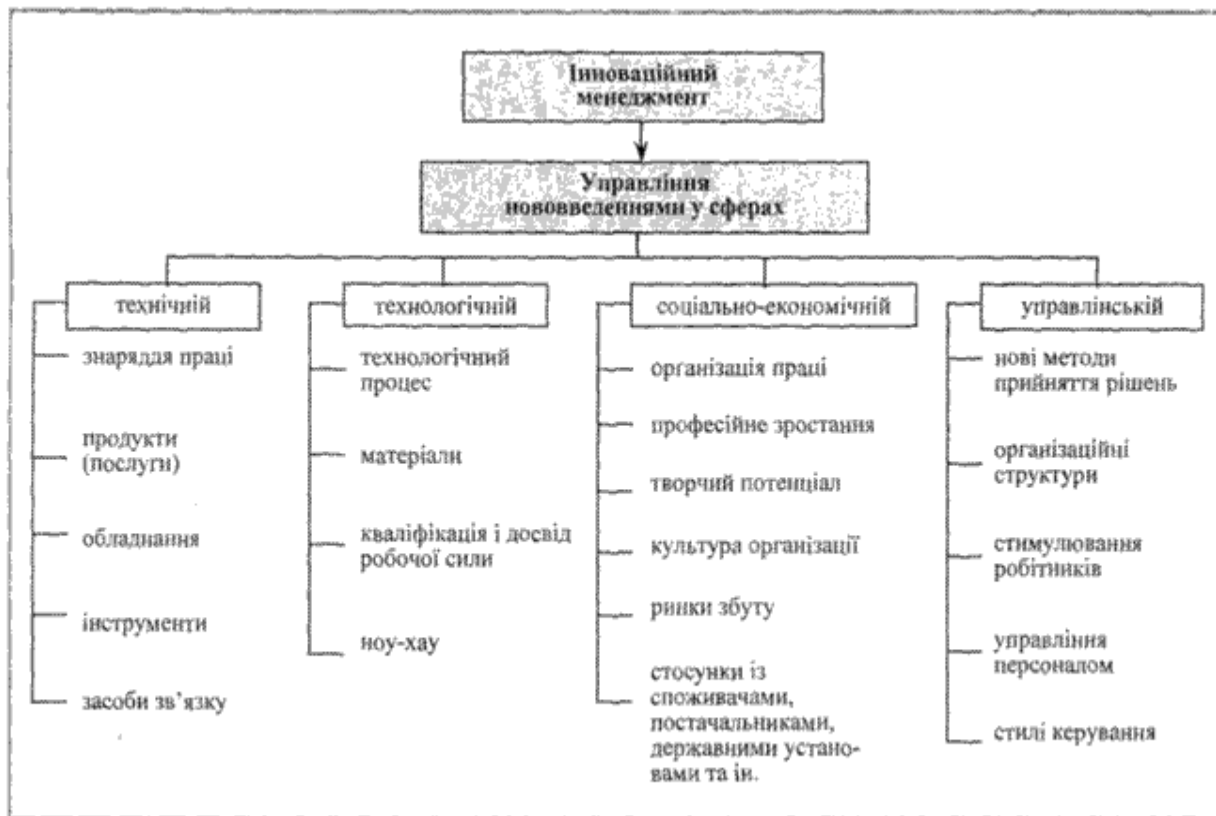 Інноваційний
менеджмент
Управління
нововведеннями у сферах
технічній
знаряддя праці
продукти
(послуги)
обладнання
інструменти
засоби зв’язку
технологічній
технологічний
процес
матеріали
кваліфікація і досвід
робочої сили
ноу-хау
соціально-економічній
організація праці
професійне зростання
творчий потенціал
культура організації
ринки збуту
стосунки із
споживачами,
постачальниками,
державними устано-
вами та ін.
управлінській
нові методи
прийняття рішень
організаційні
структури
стимулювання
робітників
управління
персоналом
стилі керування